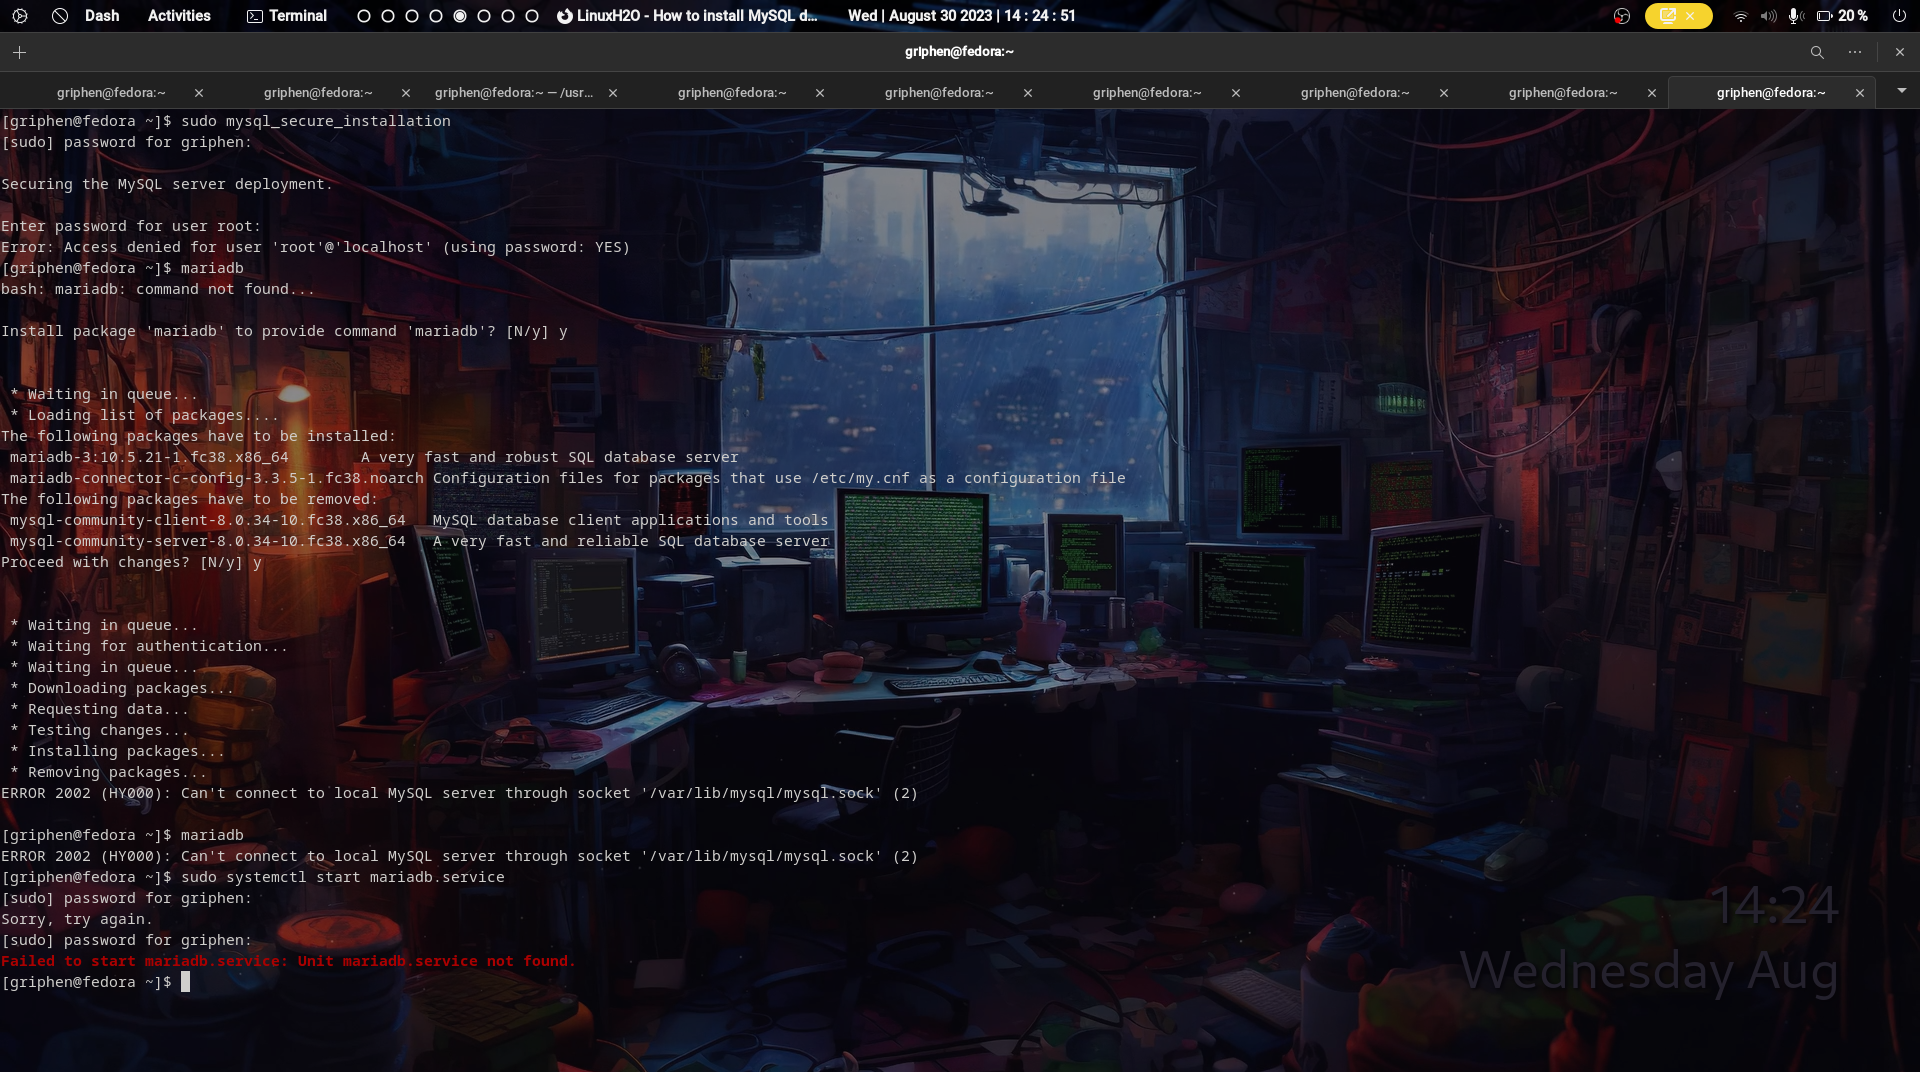 Dash Activities Terminal LinuxH2O - How to install MySQL d... Wed | August 30 2023 | 14 : 24 : 51 20 %
griphen@fedora:~
griphen@fedora:~ griphen@fedora:~ griphen@fedora:~ — /usr... griphen@fedora:~ griphen@fedora:~ griphen@fedora:~ griphen@fedora:~ griphen@fedora:~ griphen@fedora:~
[griphen@fedora ~]$ sudo mysql_secure_installation
[sudo] password for griphen:
Securing the MySQL server deployment.
Enter password for user root:
Error: Access denied for user 'root'@'localhost' (using password: YES)
[griphen@fedora ~]$ mariadb
bash: mariadb: command not found...
Install package 'mariadb' to provide command 'mariadb'? [N/y] y
* Waiting in queue...
* Loading list of packages....
The following packages have to be installed:
mariadb-3:10.5.21-1.fc38.x86_64 A very fast and robust SQL database server
mariadb-connector-c-config-3.3.5-1.fc38.noarch Configuration files for packages that use /etc/my.cnf as a configuration file
The following packages have to be removed:
mysql-community-client-8.0.34-10.fc38.x86_64 MySQL database client applications and tools
mysql-community-server-8.0.34-10.fc38.x86_64 A very fast and reliable SQL database server
Proceed with changes? [N/y] y
* Waiting in queue...
* Waiting for authentication...
* Waiting in queue...
* Downloading packages...
* Requesting data...
* Testing changes...
* Installing packages...
* Removing packages...
ERROR 2002 (HY000): Can't connect to local MySQL server through socket '/var/lib/mysql/mysql.sock' (2)
[griphen@fedora ~]$ mariadb
ERROR 2002 (HY000): Can't connect to local MySQL server through socket '/var/lib/mysql/mysql.sock' (2)
[griphen@fedora ~]$ sudo systemctl start mariadb.service
[sudo] password for griphen:
Sorry, try again.
[sudo] password for griphen:
Failed to start mariadb.service: Unit mariadb.service not found.
[griphen@fedora ~]$
14:24
Wednesday Aug